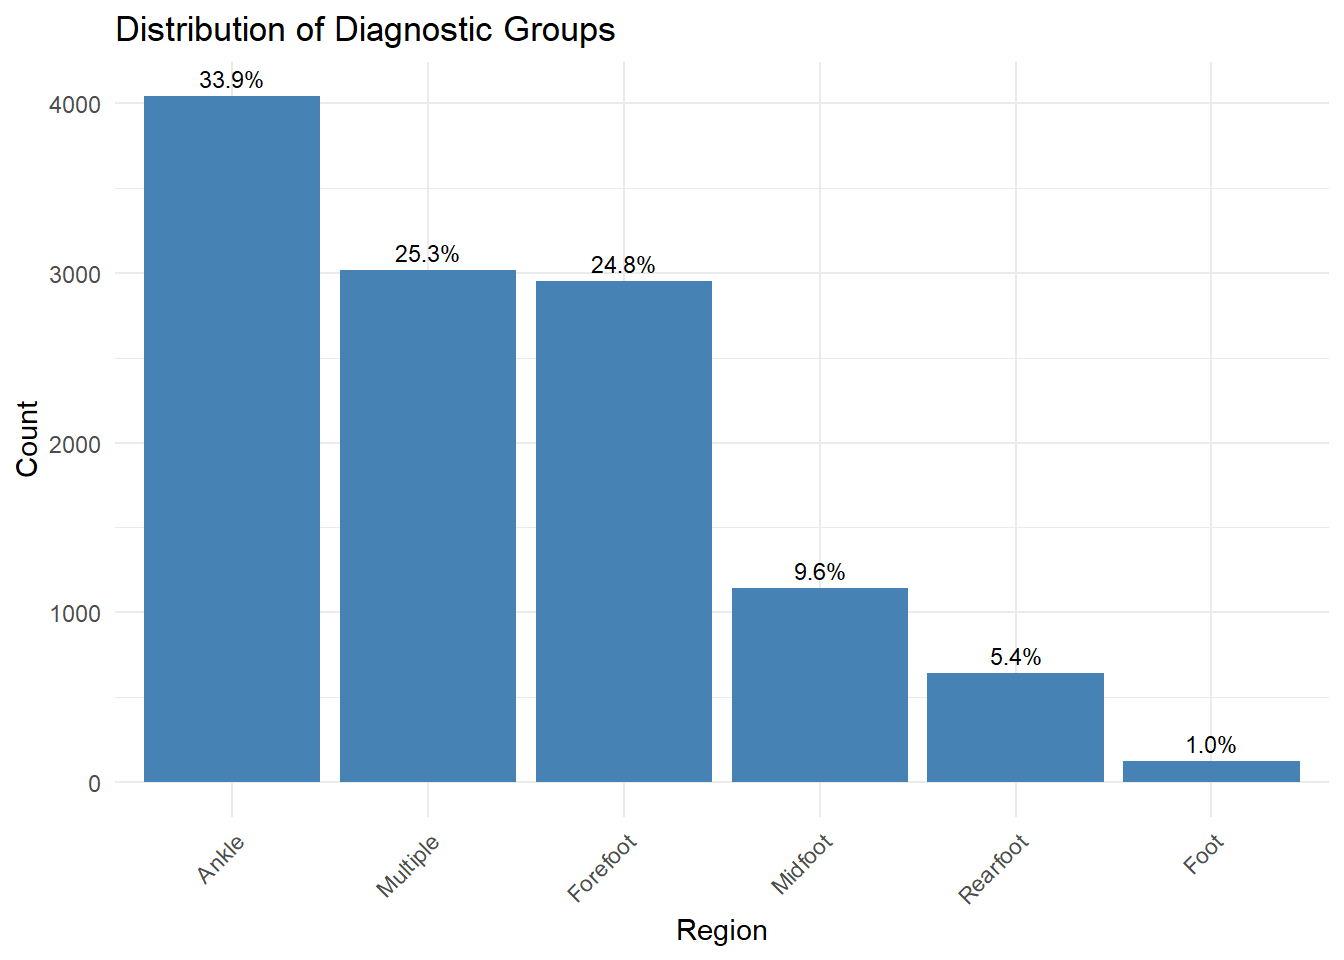 Distribution of Diagnostic Groups
33.9%
4000
25.3%
24.8%
3000
2000
Count
9.6%
1000
5.4%
1.0%
0
Ankle
Multiple
Forefoot
Midfoot
Rearfoot
Foot
Region